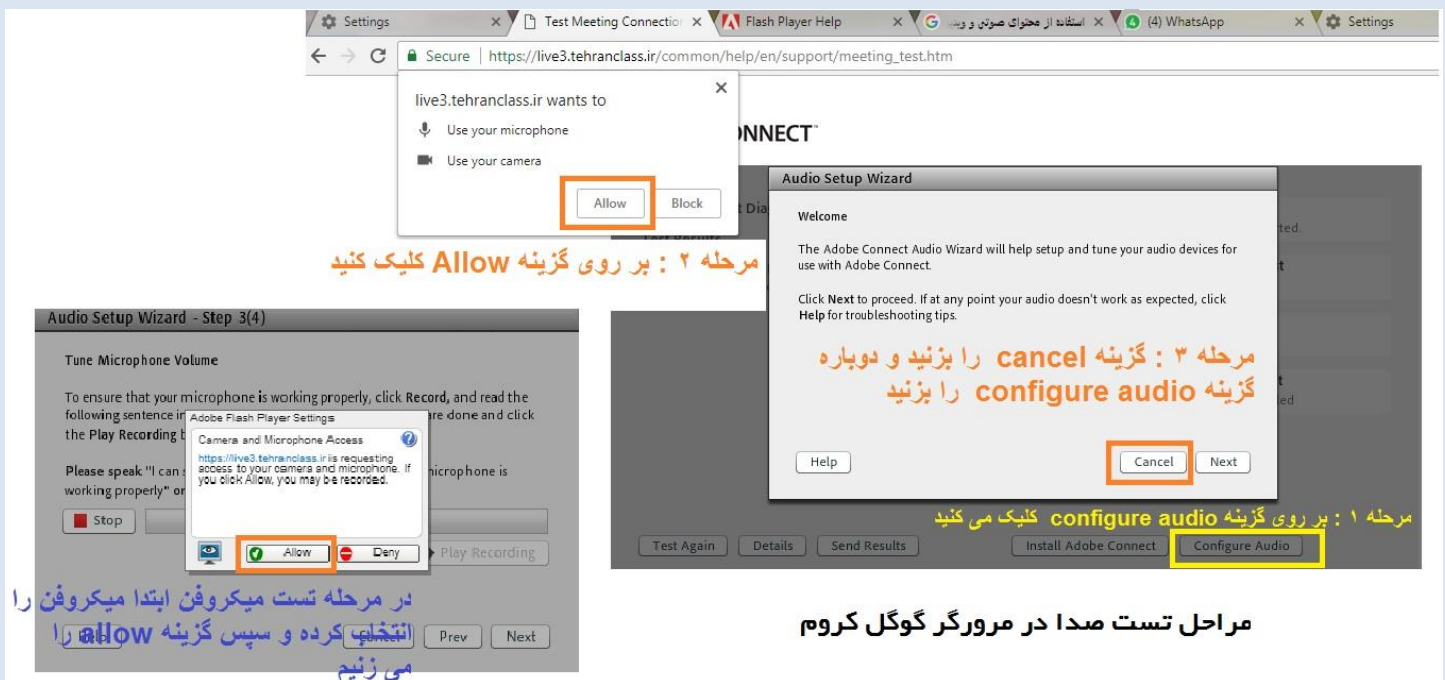 Settings
Test Meeting Connection
Flash Player Help
استفاده از محتوای صوتی و وید
(4) WhatsApp
Settings
Secure | https://live3.tehranclass.ir/common/help/en/support/meeting_test.htm
live3.tehranclass.ir wants to
Use your microphone
Use your camera
Allow
Block
NNECT
مرحله ۲ : بر روی گزینه Allow کلیک کنید
Audio Setup Wizard
Welcome
The Adobe Connect Audio Wizard will help setup and tune your audio devices for
use with Adobe Connect.
Click Next to proceed. If at any point your audio doesn't work as expected, click
Help for troubleshooting tips.
مرحله ۳ : گزینه cancel را بزنید و دوباره
گزینه configure audio را بزنید
Help
Cancel
Next
مرحله ۱ : بر روی گزینه configure audio کلیک می کنید
Test Again
Details
Send Results
Install Adobe Connect
Configure Audio
مراحل تست صدا در مرورگر گوگل کروم
Audio Setup Wizard - Step 3(4)
Tune Microphone Volume
To ensure that your microphone is working properly, click Record, and read the
following sentence in are done and click
the Play Recording
Please speak "I can microphone is
working properly" or
Adobe Flash Player Settings
Camera and Microphone Access
https://live3.tehranclass.ir is requesting
access to your camera and microphone. If
you click Allow, you may be recorded.
Allow
Deny
Stop
Play Recording
در مرحله تست میکروفن ابتدا میکروفن را
انتخاب کرده و سپس گزینه allow را
می زنیم
Prev
Next